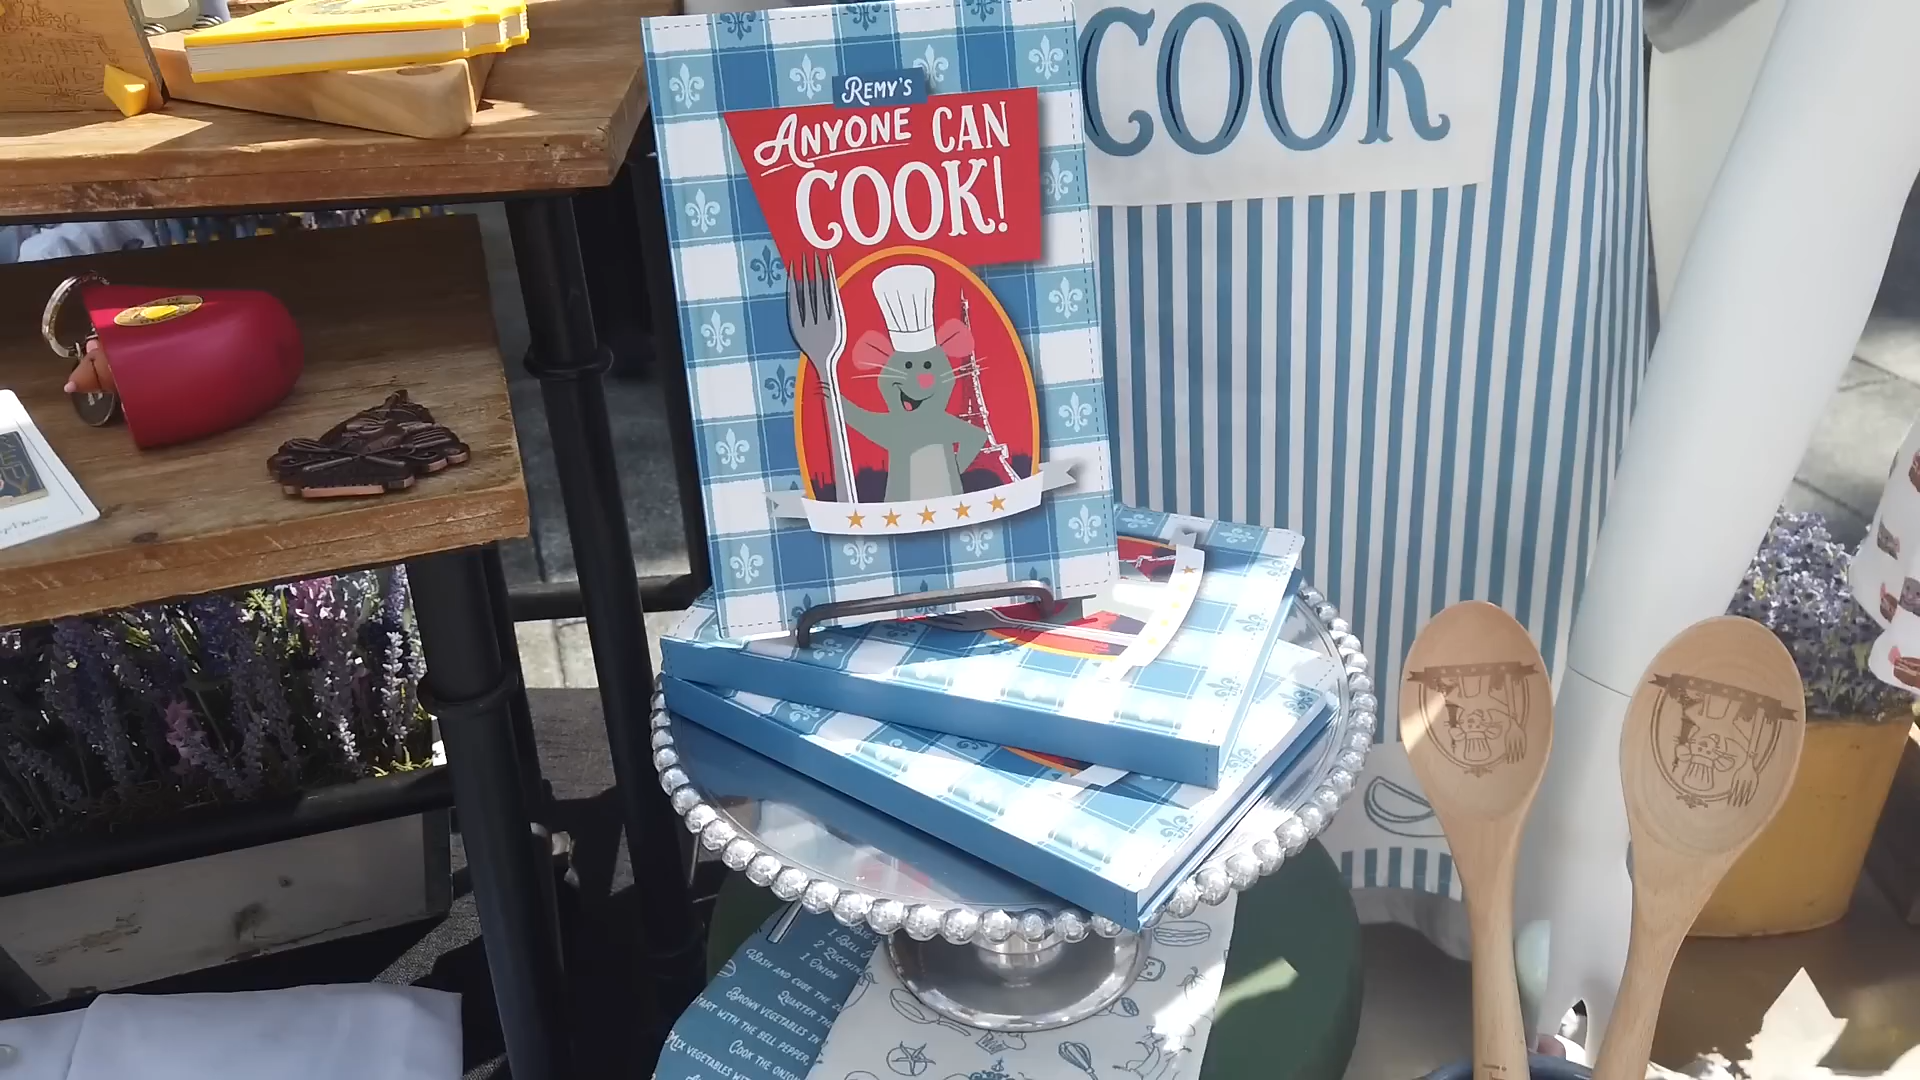 REMY'S
ANYONE CAN
COOK!
COOK
1 BELL
2 ZUCCHINI
1 ONION
WASH AND CUBE THE
QUARTER THE
BROWN VEGETABLES IN
START WITH THE BELL PEPPER,
COOK THE ONION
MIX VEGETABLES